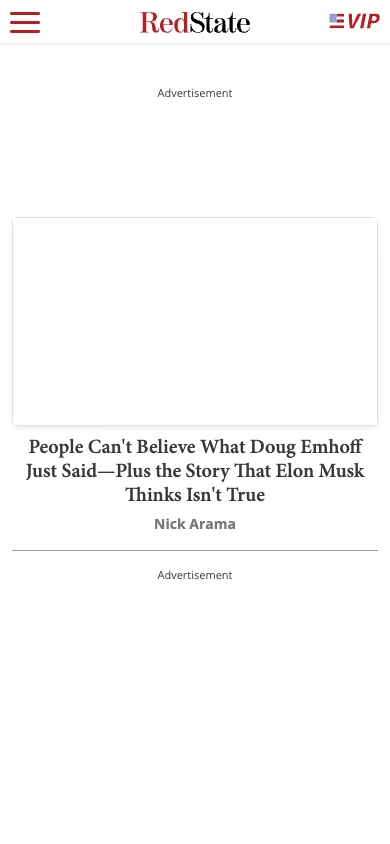 RedState
VIP
Advertisement
People Can't Believe What Doug Emhoff
Just Said—Plus the Story That Elon Musk
Thinks Isn't True
Nick Arama
Advertisement